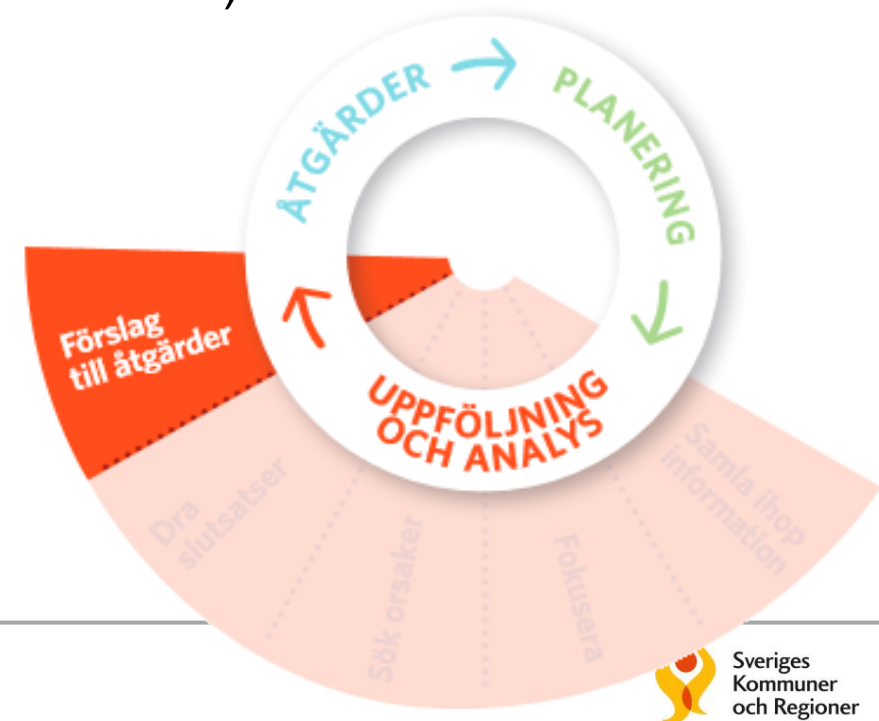 ÅTGÄRDER
PLANERING
UPPFÖLJNING
OCH ANALYS
Förslag
till åtgärder
Dra
slutsatser
Sök orsaker
Fokusera
Samla ihop
information
Sveriges
Kommuner
och Regioner